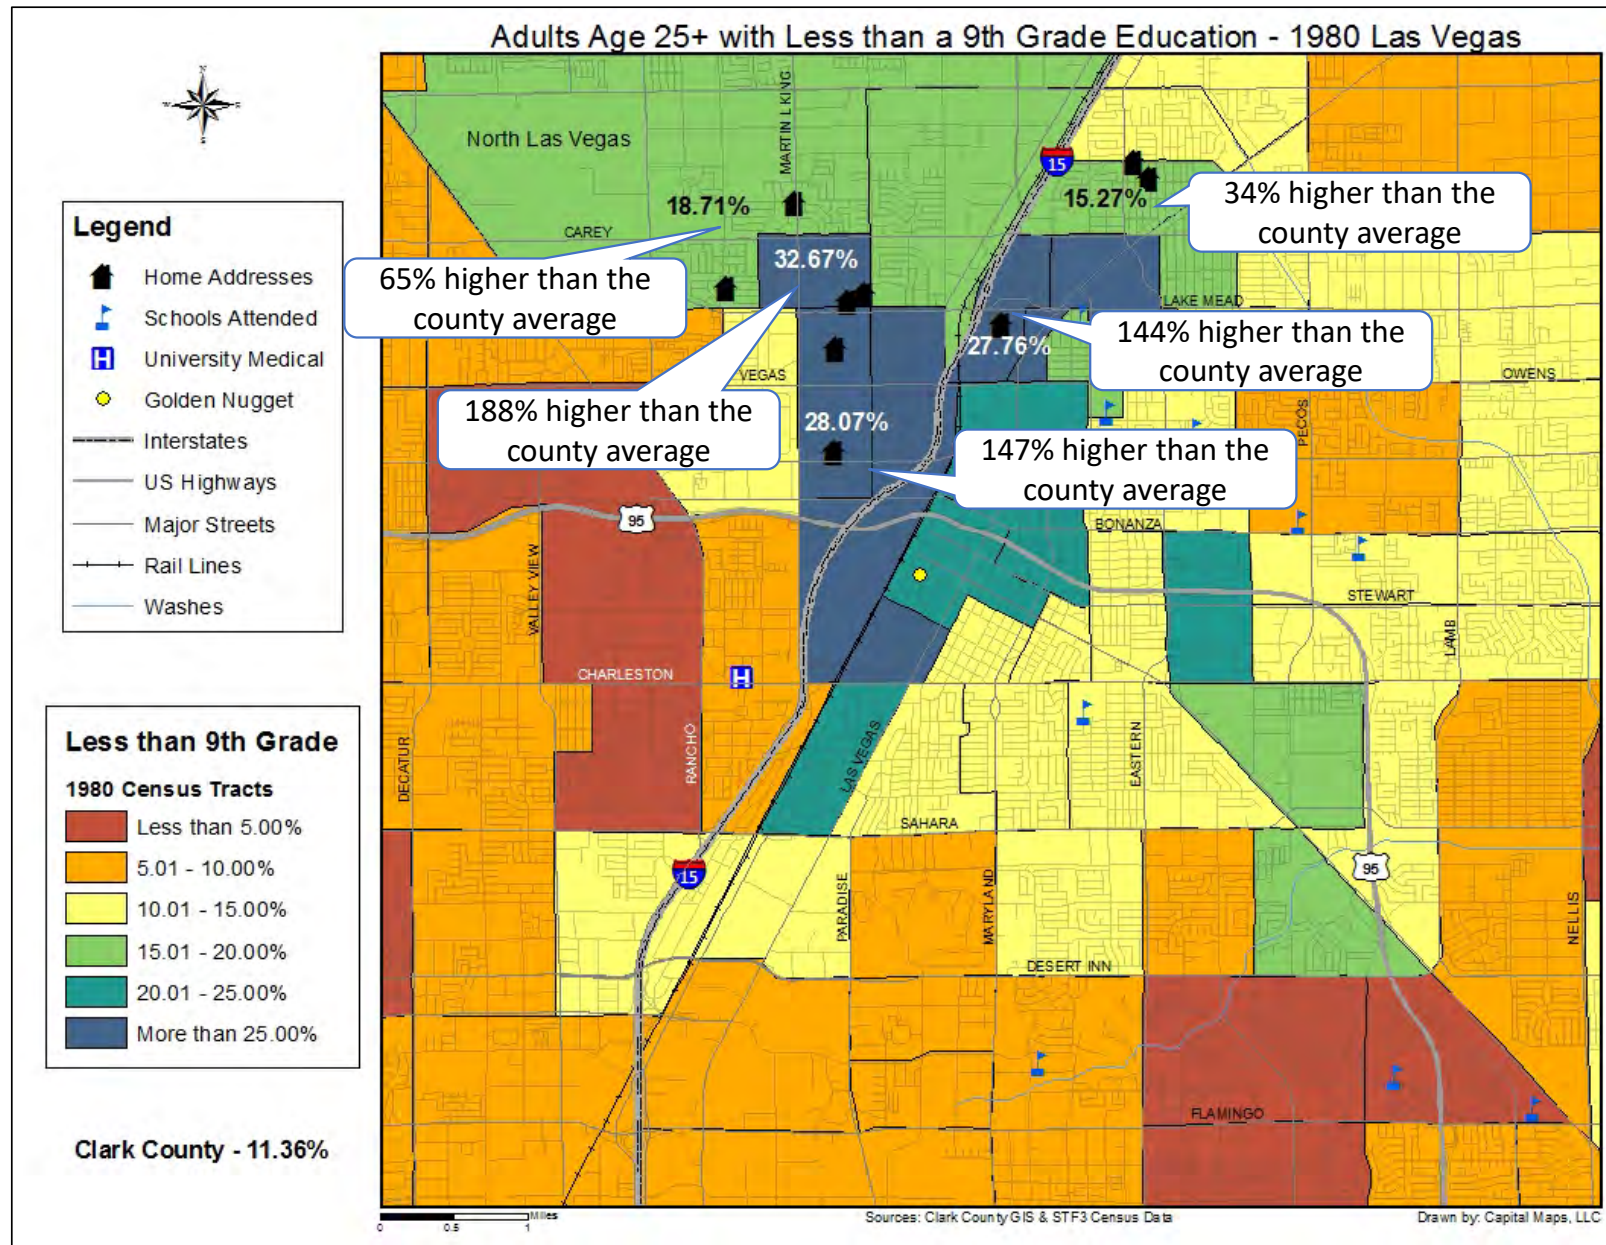 Adults Age 25+ with Less than a 9th Grade Education - 1980 Las Vegas
N
W
E
S
North Las Vegas
MARTIN L KING
15
18.71%
15.27%
34% higher than the
county average
CAREY
Legend
Home Addresses
Schools Attended
H University Medical
Golden Nugget
Interstates
US Highways
Major Streets
Rail Lines
Washes
65% higher than the
county average
32.67%
LAKE MEAD
27.76%
144% higher than the
county average
VEGAS
OWENS
188% higher than the
county average
28.07%
147% higher than the
county average
PECOS
95
BONANZA
VALLEY VIEW
STEWART
LAMB
CHARLESTON
H
DECATUR
RANCHO
LAS VEGAS
EASTERN
SAHARA
Less than 9th Grade
1980 Census Tracts
Less than 5.00%
5.01 - 10.00%
10.01 - 15.00%
15.01 - 20.00%
20.01 - 25.00%
More than 25.00%
15
95
PARADISE
MARYLAND
NELLIS
DESERT INN
FLAMINGO
Clark County - 11.36%
0 0.5 1 Miles
Sources: Clark County GIS & STF3 Census Data
Drawn by: Capital Maps, LLC